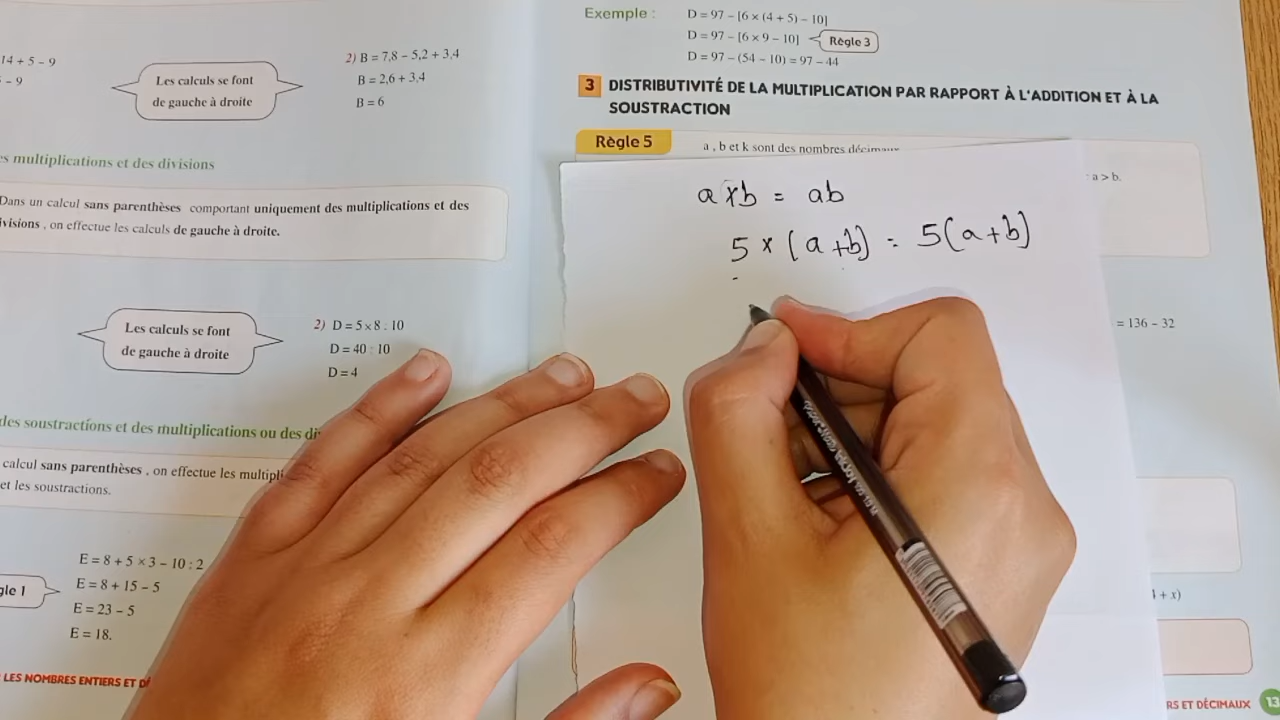 14 + 5 – 9
– 9
Les calculs se font
de gauche à droite
2) B = 7,8 – 5,2 + 3,4
B = 2,6 + 3,4
B = 6
es multiplications et des divisions
Dans un calcul sans parenthèses comportant uniquement des multiplications et des
ivisions , on effectue les calculs de gauche à droite.
Les calculs se font
de gauche à droite
2) D = 5 × 8 : 10
D = 40 : 10
D = 4
des soustractions et des multiplications ou des di
calcul sans parenthèses , on effectue les multipl
et les soustractions.
gle 1
E = 8 + 5 × 3 – 10 : 2
E = 8 + 15 – 5
E = 23 – 5
E = 18.
LES NOMBRES ENTIERS ET D
Exemple :
D = 97 – [6 × (4 + 5) – 10]
D = 97 – [6 × 9 – 10]
Règle 3
D = 97 – (54 – 10) = 97 – 44
3 DISTRIBUTIVITÉ DE LA MULTIPLICATION PAR RAPPORT À L'ADDITION ET À LA
SOUSTRACTION
Règle 5
a , b et k sont des nombres décimaux
: a > b.
a × b = ab
5 × (a + b) = 5(a + b)
= 136 – 32
+ x)
RS ET DÉCIMAUX